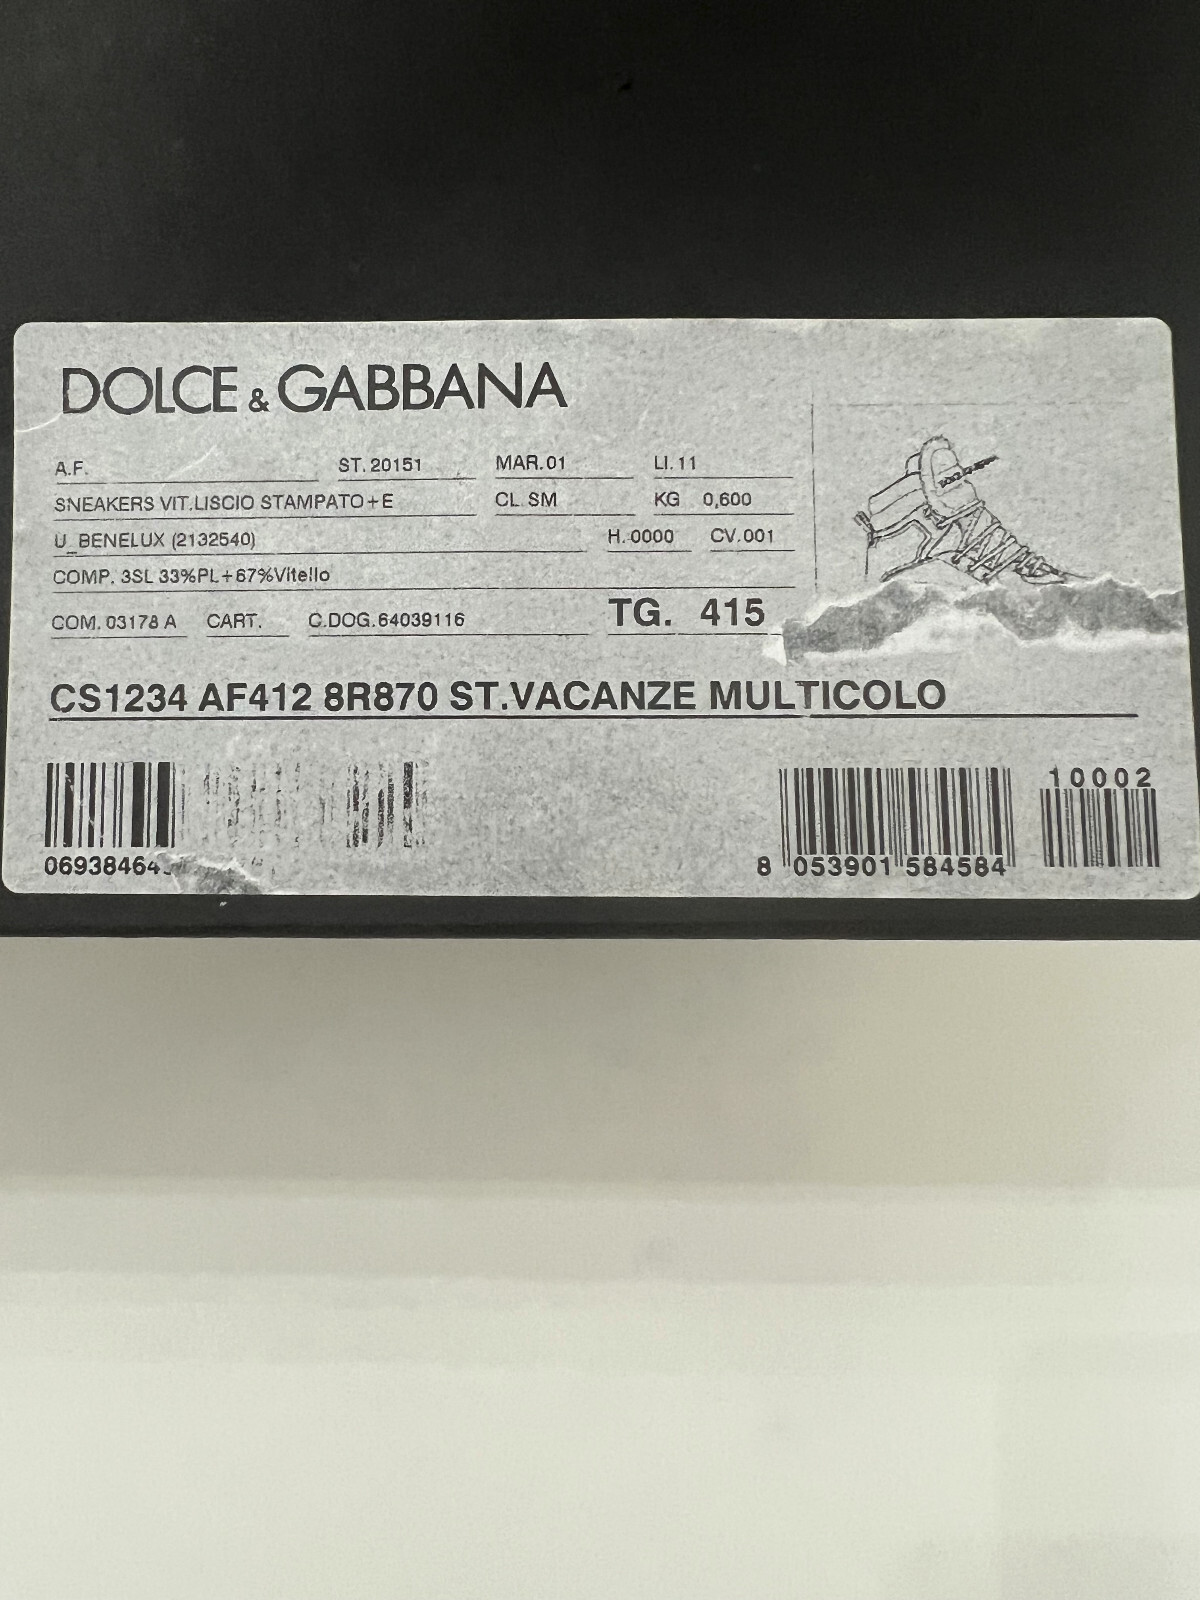 DOLCE & GABBANA
A.F. ST. 20151 MAR. 01 LI. 11
SNEAKERS VIT.LISCIO STAMPATO+E CL. SM KG 0,600
U_BENELUX (2132540) H. 0000 CV. 001
COMP. 3SL 33%PL+67%Vitello
COM. 03178 A CART. C.DOG. 64039116 TG. 415
CS1234 AF412 8R870 ST.VACANZE MULTICOLO
10002
8 053901 584584